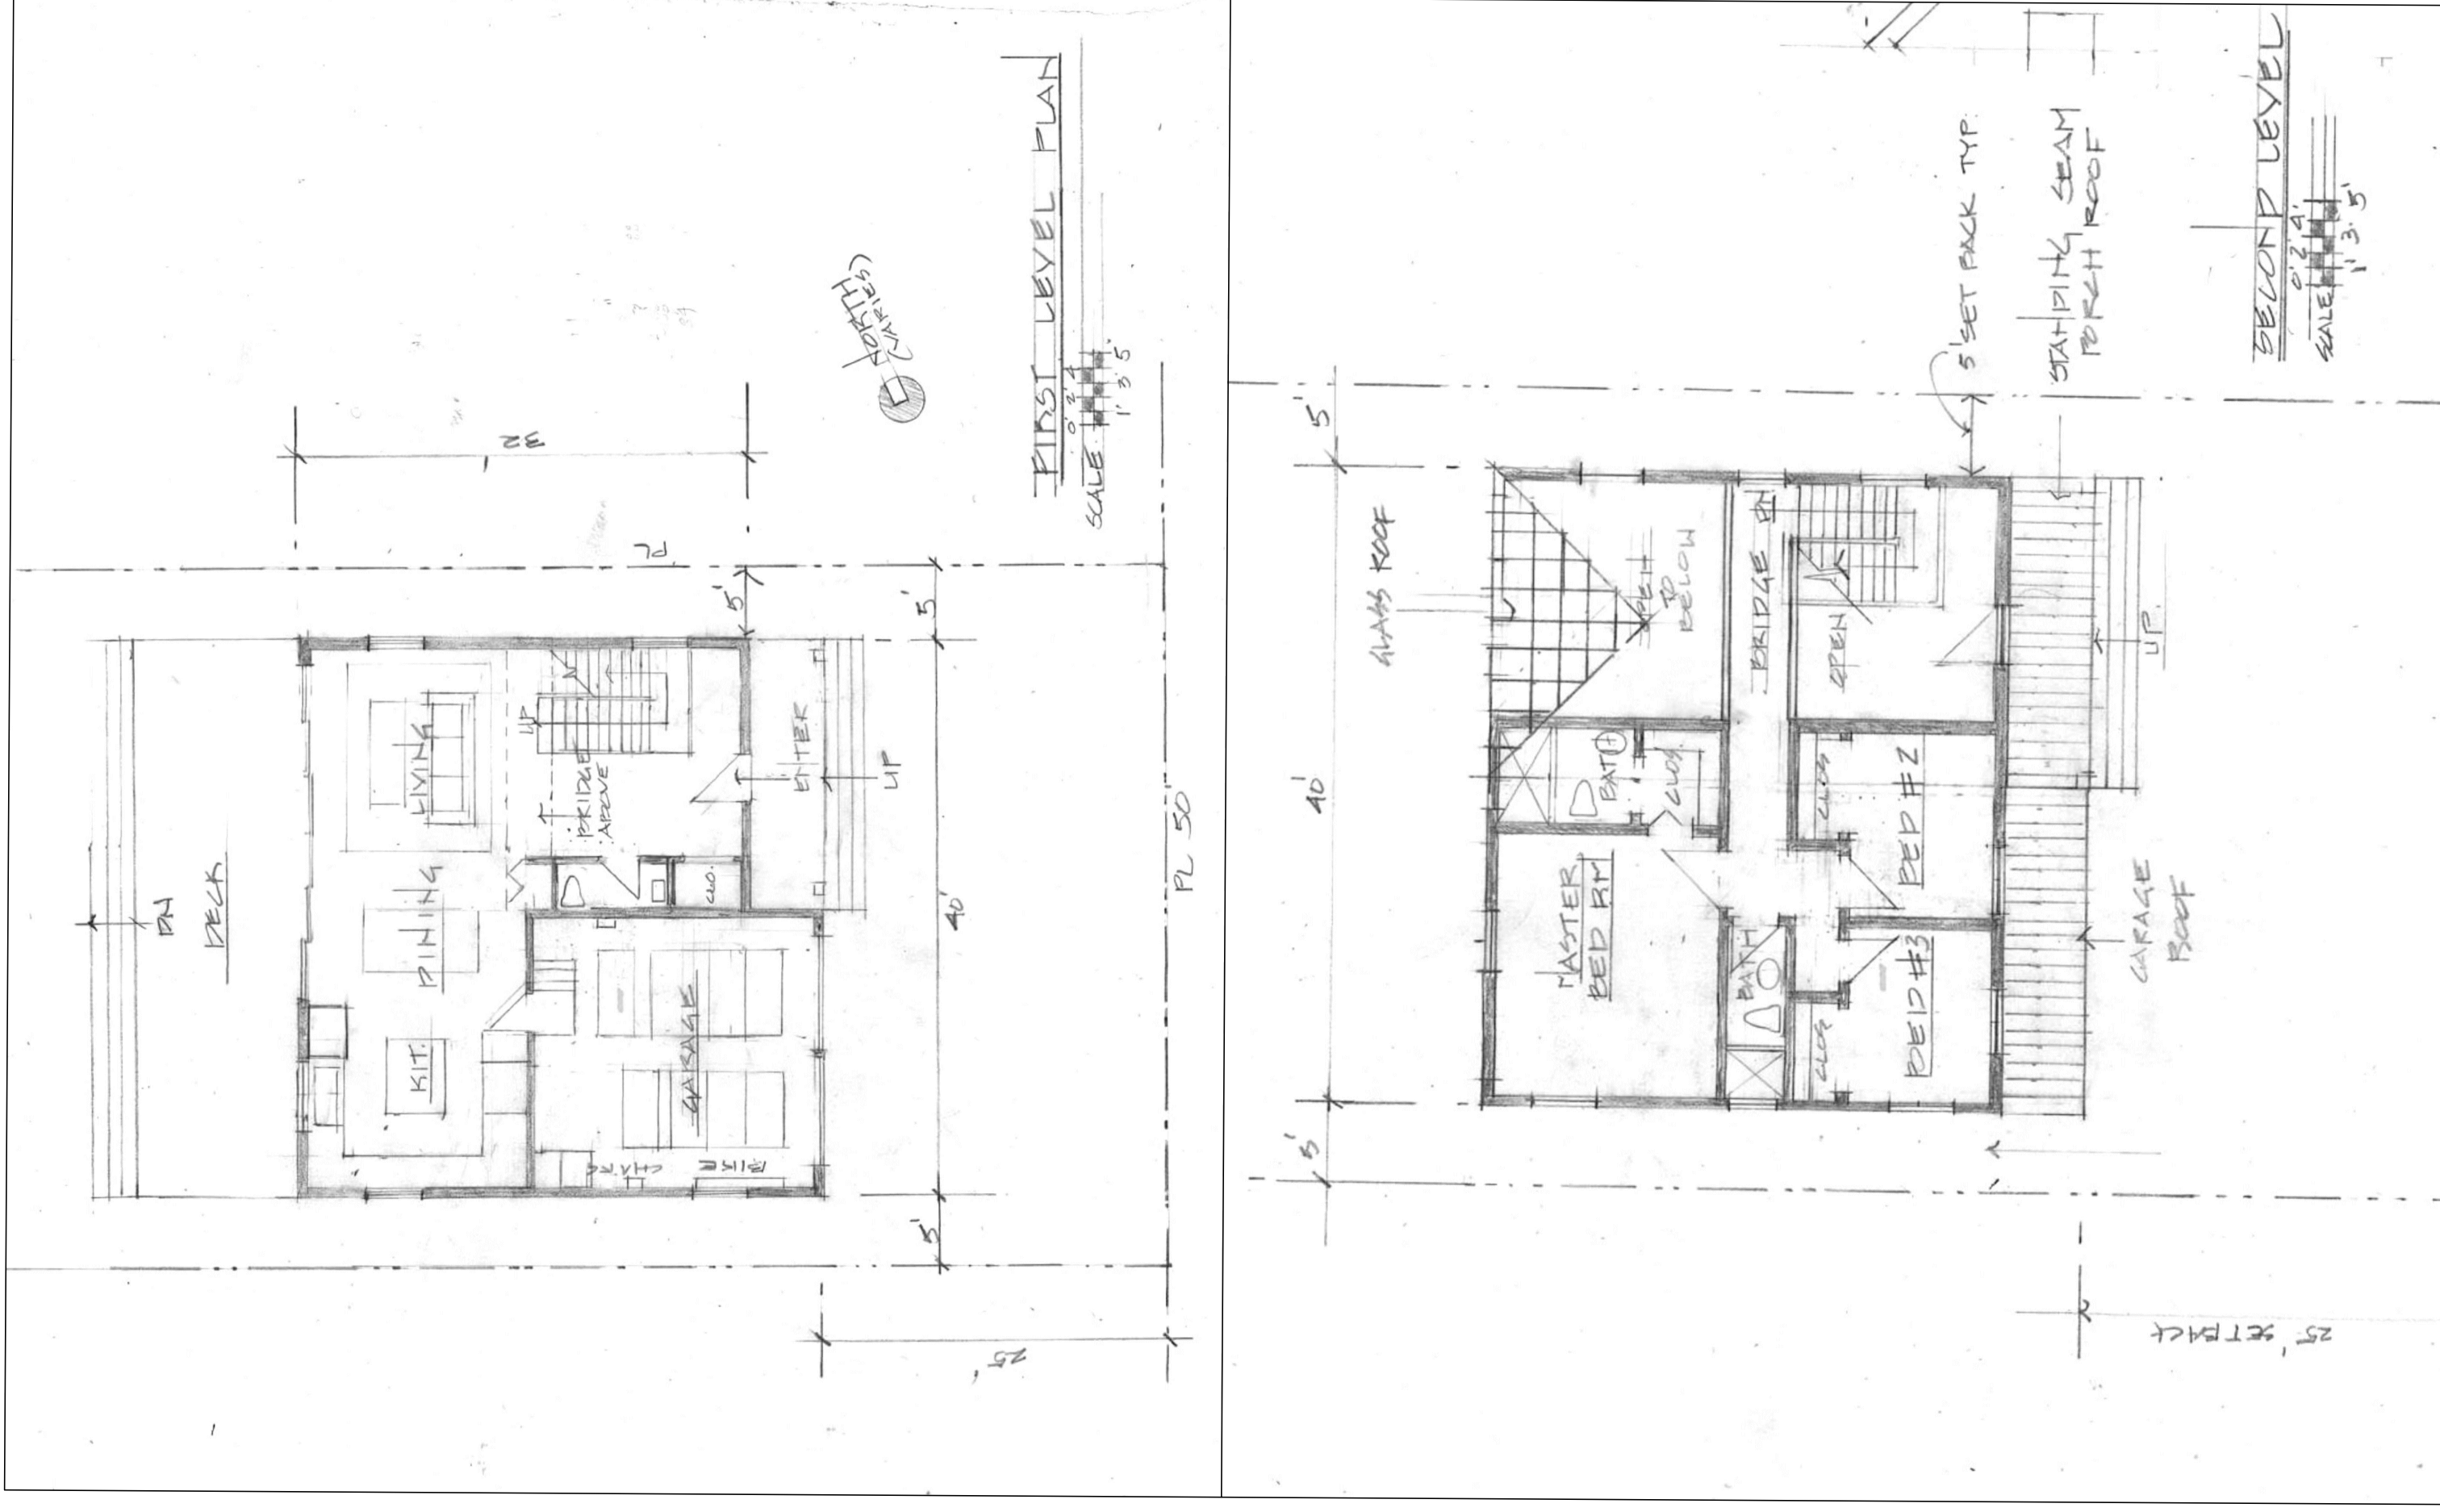 DN
DECK
LIVING
DINING
KIT.
UP
BRIDGE
ABOVE
CLO.
GARAGE
CHAIRS
BIKE
ENTER
UP
32'
PL
5'
5'
40'
5'
25'
PL 50'
NORTH
(VARIES)
FIRST LEVEL PLAN
0' 2' 4'
SCALE
1' 3' 5'
5'
40'
5'
GLASS ROOF
OPEN
TO
BELOW
BRIDGE
DN
OPEN
BATH
CLOS.
MASTER
BED RM
BATH
CLOS
BED #2
CLOS
BED #3
UP
GARAGE
ROOF
5' SET BACK TYP.
STANDING SEAM
PORCH ROOF
25' SETBACK
SECOND LEVEL
0' 2' 4'
SCALE
1' 3' 5'